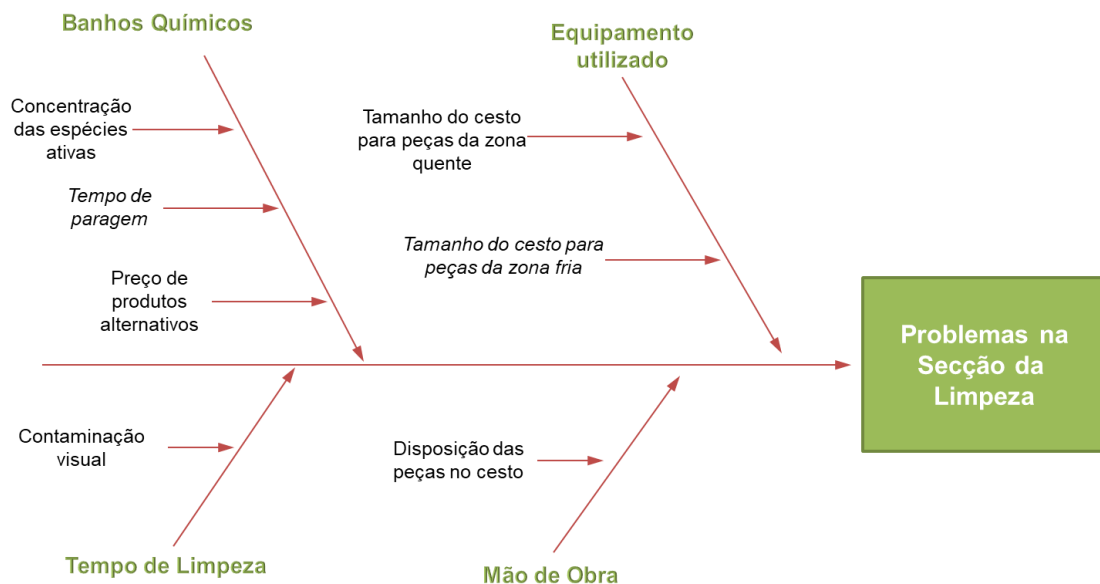 Banhos Químicos
Equipamento
utilizado
Concentração
das espécies
ativas
Tamanho do cesto
para peças da zona
quente
Tempo de
paragem
Tamanho do cesto para
peças da zona fria
Preço de
produtos
alternativos
Problemas na
Secção da
Limpeza
Contaminação
visual
Disposição das
peças no cesto
Tempo de Limpeza
Mão de Obra